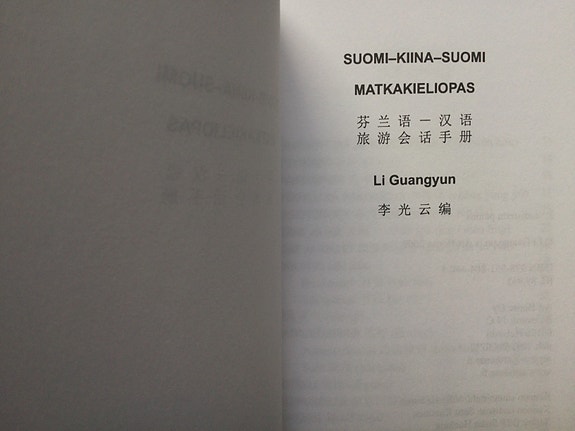 SUOMI–KIINA–SUOMI
MATKAKIELIOPAS
芬兰语－汉语
旅游会话手册
Li Guangyun
李光云编